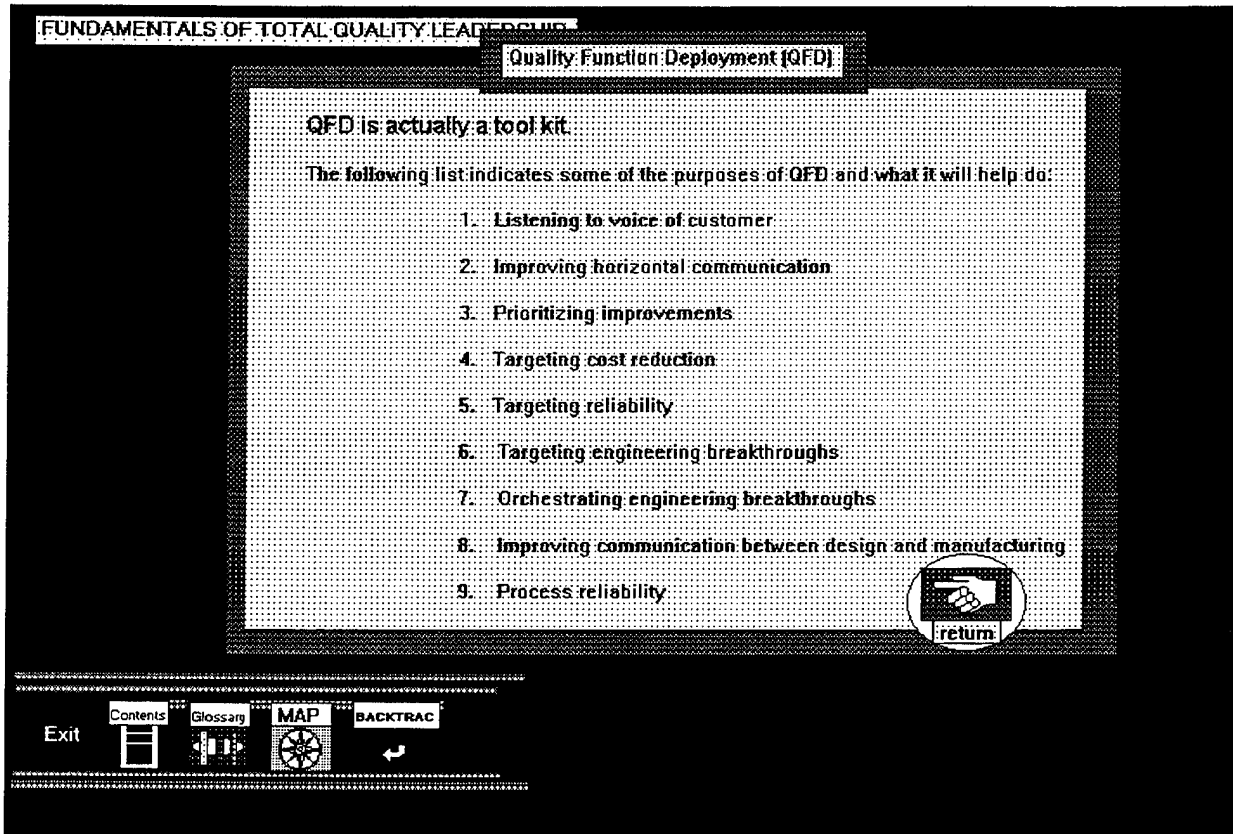 FUNDAMENTALS OF TOTAL QUALITY LEADERSHIP
Quality Function Deployment (QFD)
QFD is actually a tool kit.
The following list indicates some of the purposes of QFD and what it will help do:
1. Listening to voice of customer
2. Improving horizontal communication
3. Prioritizing improvements
4. Targeting cost reduction
5. Targeting reliability
6. Targeting engineering breakthroughs
7. Orchestrating engineering breakthroughs
8. Improving communication between design and manufacturing
9. Process reliability
return
Exit
Contents
Glossary
MAP
BACKTRAC